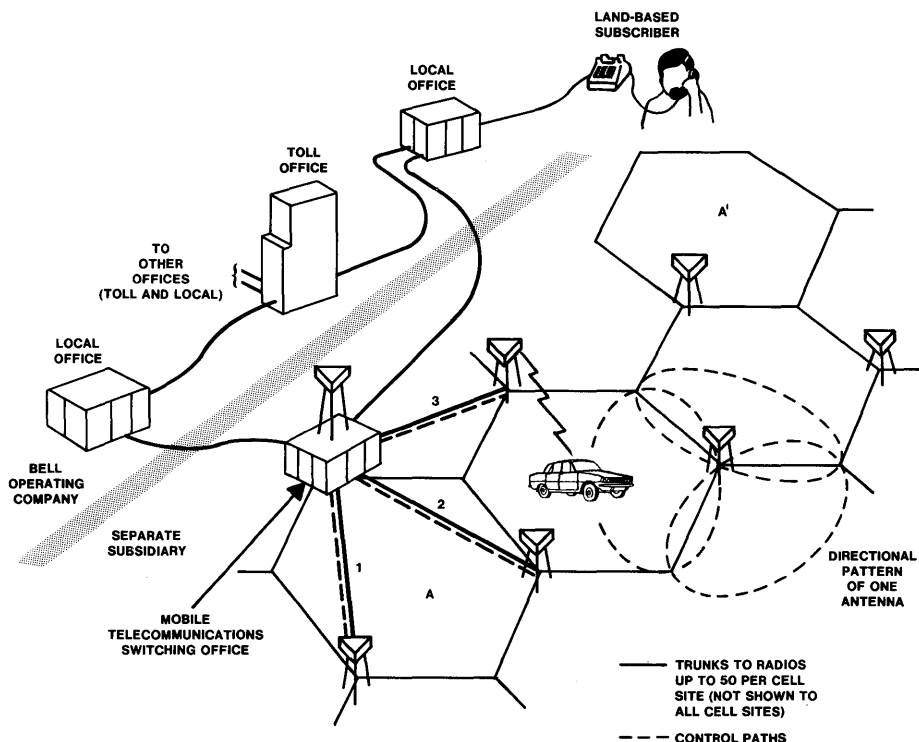 LAND-BASED
SUBSCRIBER
LOCAL
OFFICE
TOLL
OFFICE
A'
TO
OTHER
OFFICES
(TOLL AND LOCAL)
LOCAL
OFFICE
3
BELL
OPERATING
COMPANY
2
SEPARATE
SUBSIDIARY
1
A
DIRECTIONAL
PATTERN
OF ONE
ANTENNA
MOBILE
TELECOMMUNICATIONS
SWITCHING OFFICE
TRUNKS TO RADIOS
UP TO 50 PER CELL
SITE (NOT SHOWN TO
ALL CELL SITES)
CONTROL PATHS